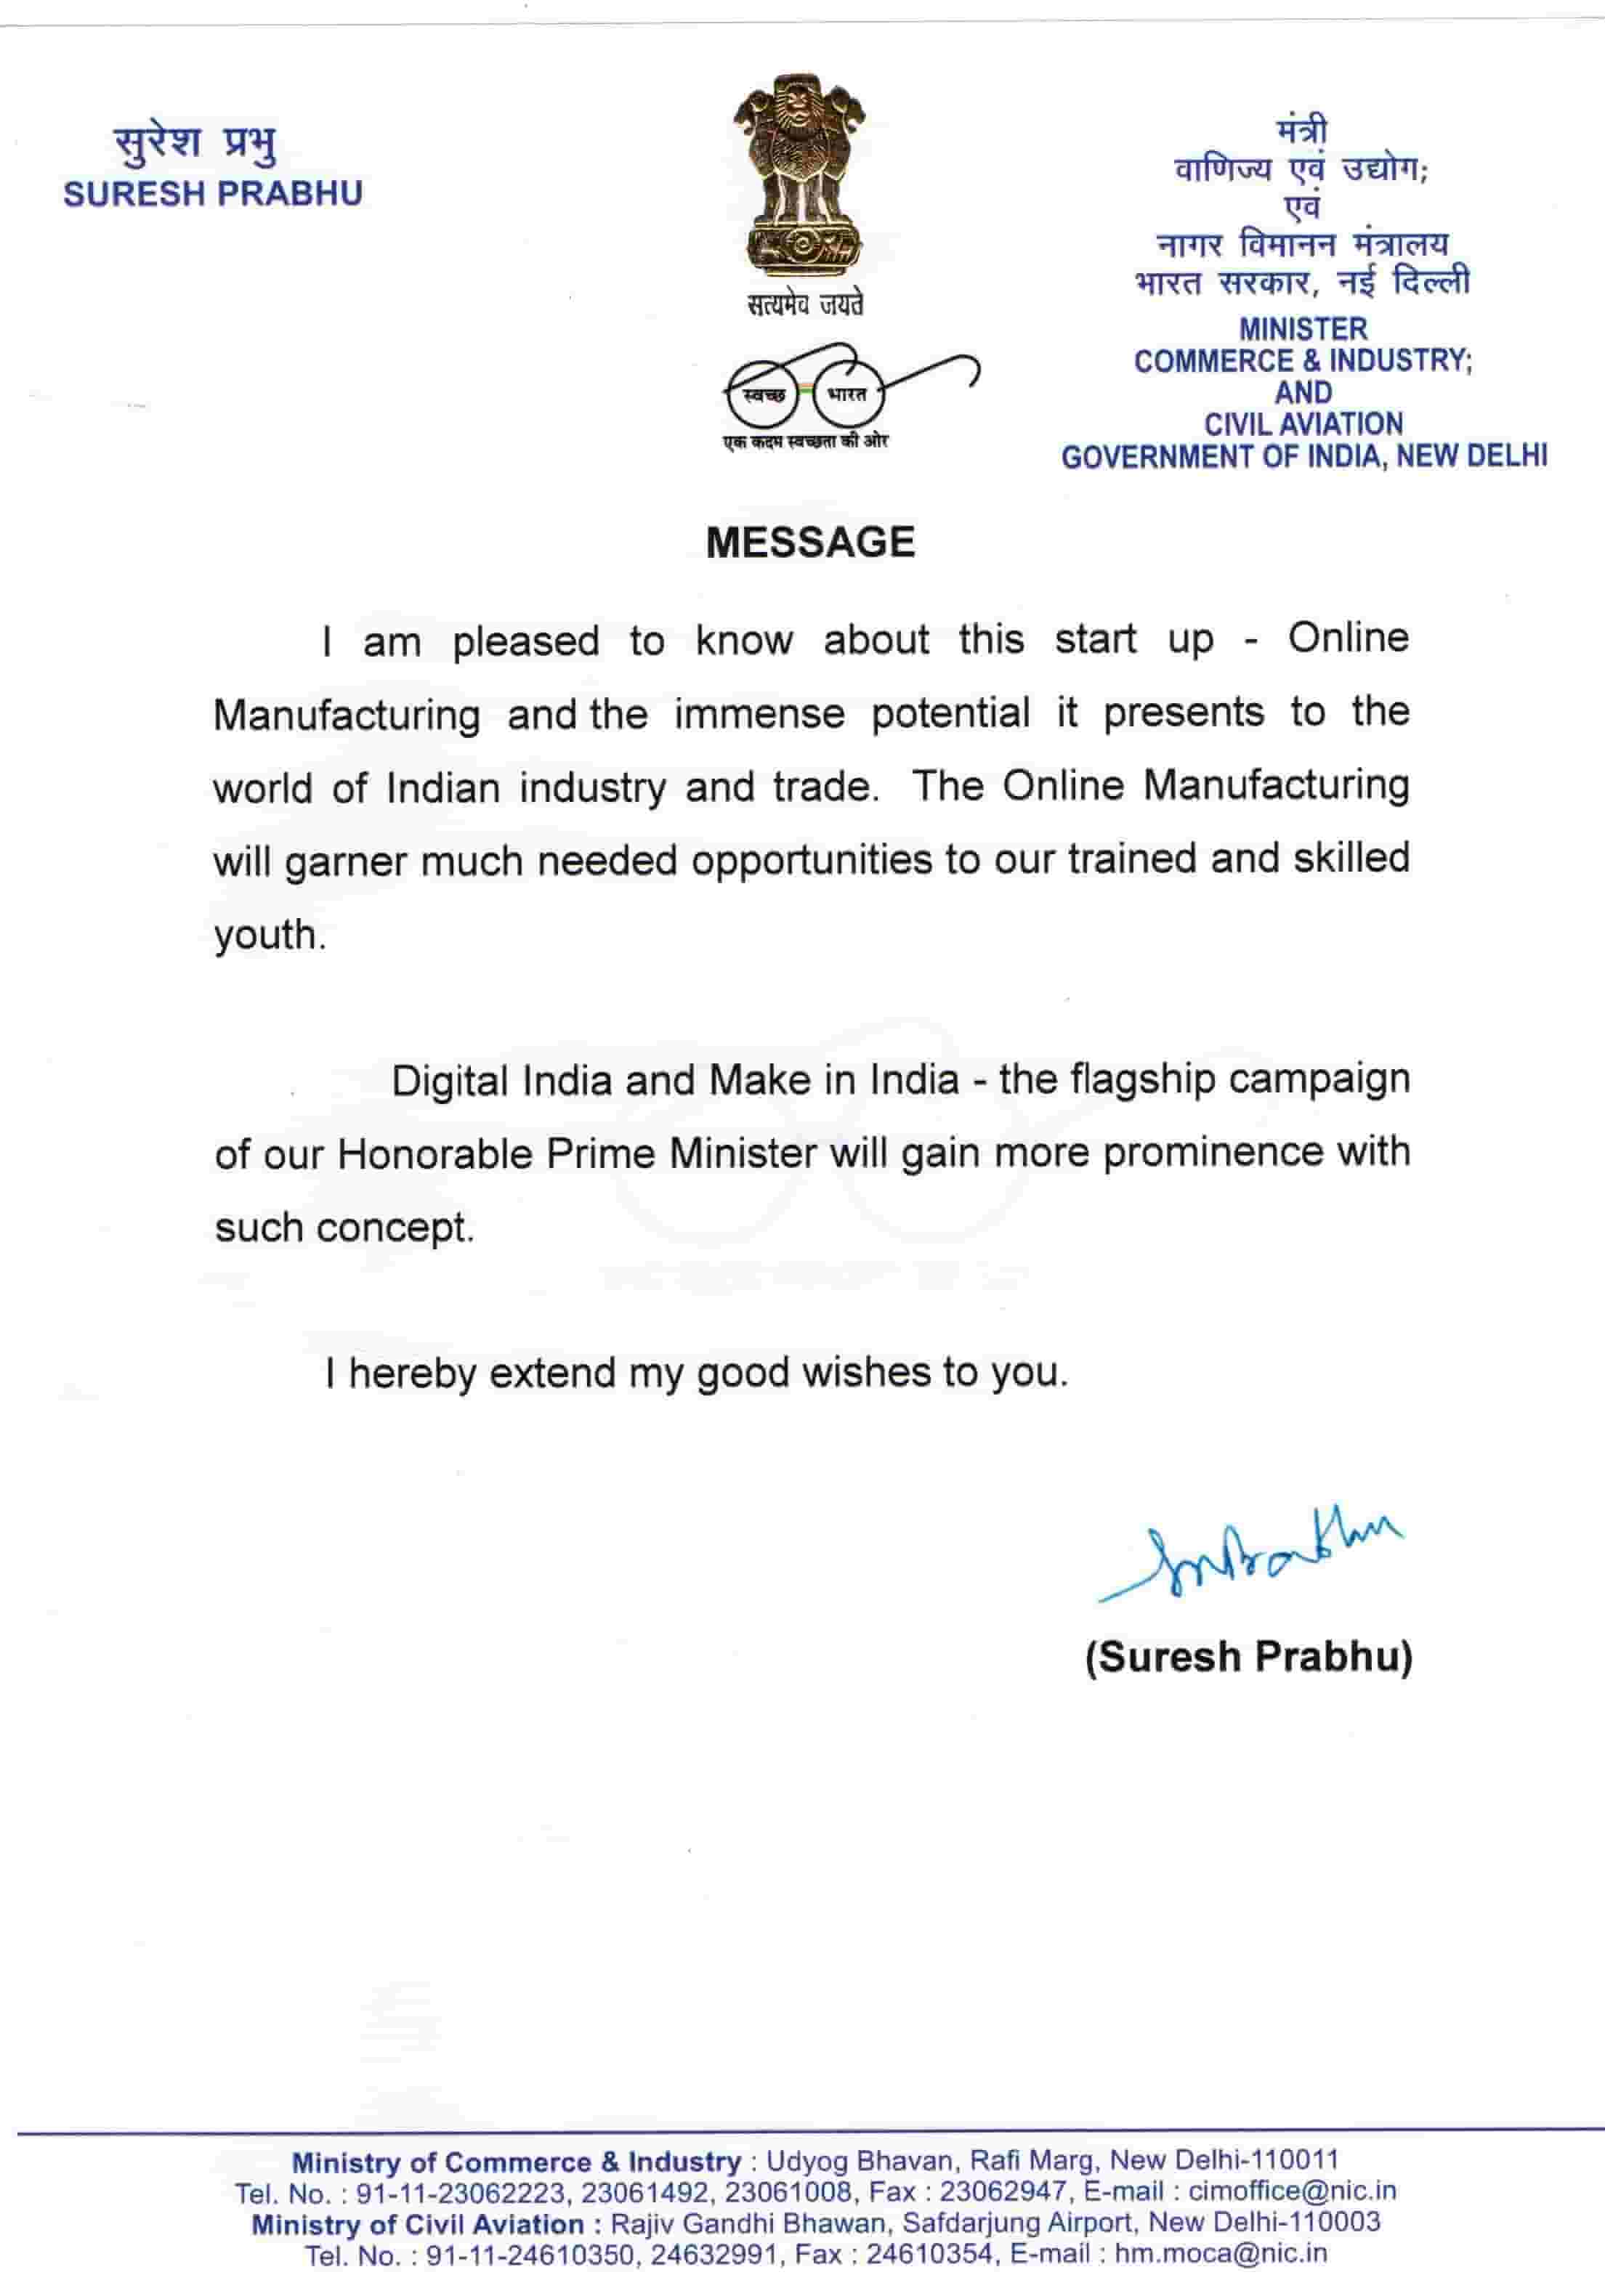 सुरेश प्रभु
SURESH PRABHU
सत्यमेव जयते
स्वच्छ भारत
एक कदम स्वच्छता की ओर
मंत्री
वाणिज्य एवं उद्योग;
एवं
नागर विमानन मंत्रालय
भारत सरकार, नई दिल्ली
MINISTER
COMMERCE & INDUSTRY;
AND
CIVIL AVIATION
GOVERNMENT OF INDIA, NEW DELHI
MESSAGE
I am pleased to know about this start up - Online
Manufacturing and the immense potential it presents to the
world of Indian industry and trade. The Online Manufacturing
will garner much needed opportunities to our trained and skilled
youth.
Digital India and Make in India - the flagship campaign
of our Honorable Prime Minister will gain more prominence with
such concept.
I hereby extend my good wishes to you.
(Suresh Prabhu)
Ministry of Commerce & Industry : Udyog Bhavan, Rafi Marg, New Delhi-110011
Tel. No. : 91-11-23062223, 23061492, 23061008, Fax : 23062947, E-mail : cimoffice@nic.in
Ministry of Civil Aviation : Rajiv Gandhi Bhawan, Safdarjung Airport, New Delhi-110003
Tel. No. : 91-11-24610350, 24632991, Fax : 24610354, E-mail : hm.moca@nic.in